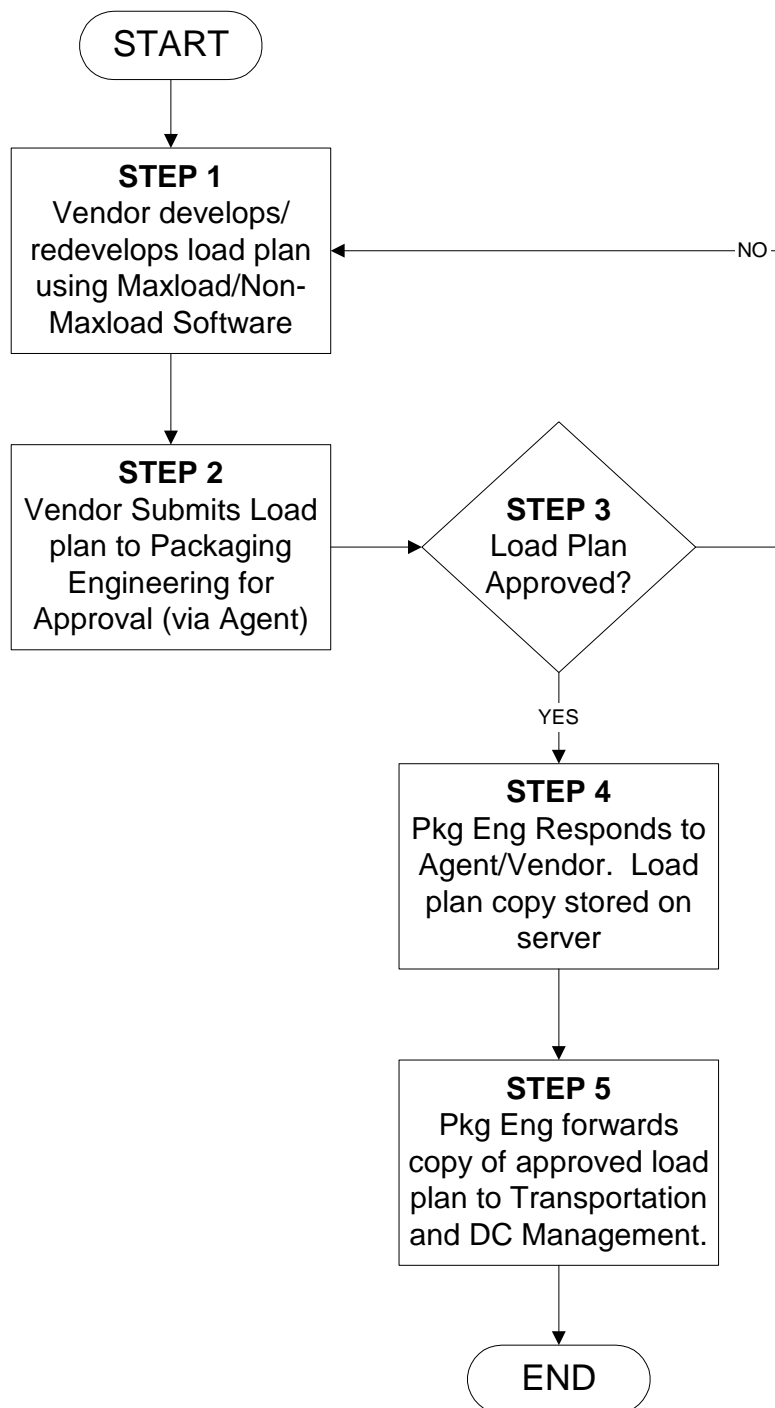 START
STEP 1
Vendor develops/
redevelops load plan
using Maxload/Non-
Maxload Software
NO
STEP 2
Vendor Submits Load
plan to Packaging
Engineering for
Approval (via Agent)
STEP 3
Load Plan
Approved?
YES
STEP 4
Pkg Eng Responds to
Agent/Vendor.  Load
plan copy stored on
server
STEP 5
Pkg Eng forwards
copy of approved load
plan to Transportation
and DC Management.
END